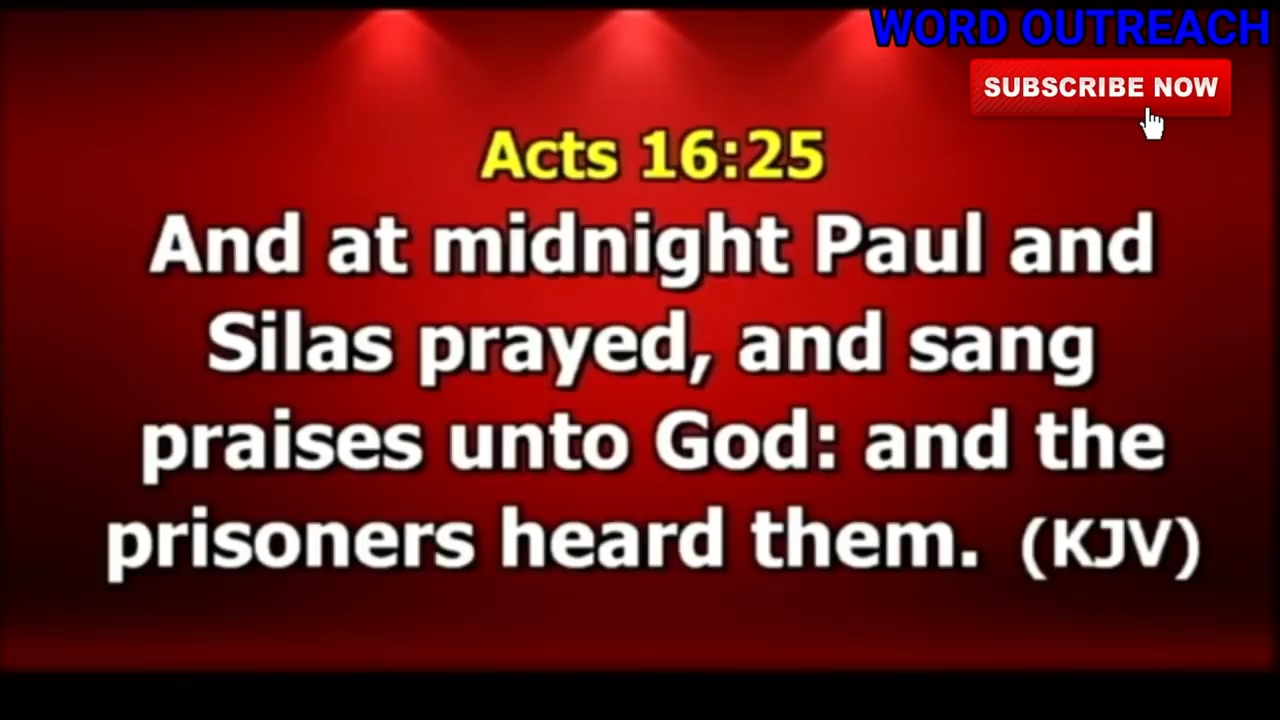 WORD OUTREACH
SUBSCRIBE NOW
Acts 16:25
And at midnight Paul and
Silas prayed, and sang
praises unto God: and the
prisoners heard them. (KJV)